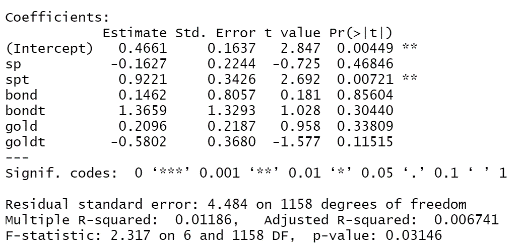 Coefficients:
            Estimate Std. Error t value Pr(>|t|)
(Intercept)   0.4661     0.1637   2.847  0.00449 **
sp           -0.1627     0.2244  -0.725  0.46846
spt           0.9221     0.3426   2.692  0.00721 **
bond          0.1462     0.8057   0.181  0.85604
bondt         1.3659     1.3293   1.028  0.30440
gold          0.2096     0.2187   0.958  0.33809
goldt        -0.5802     0.3680  -1.577  0.11515
---
Signif. codes:  0 ‘***’ 0.001 ‘**’ 0.01 ‘*’ 0.05 ‘.’ 0.1 ‘ ’ 1
Residual standard error: 4.484 on 1158 degrees of freedom
Multiple R-squared:  0.01186,   Adjusted R-squared:  0.006741
F-statistic: 2.317 on 6 and 1158 DF,  p-value: 0.03146